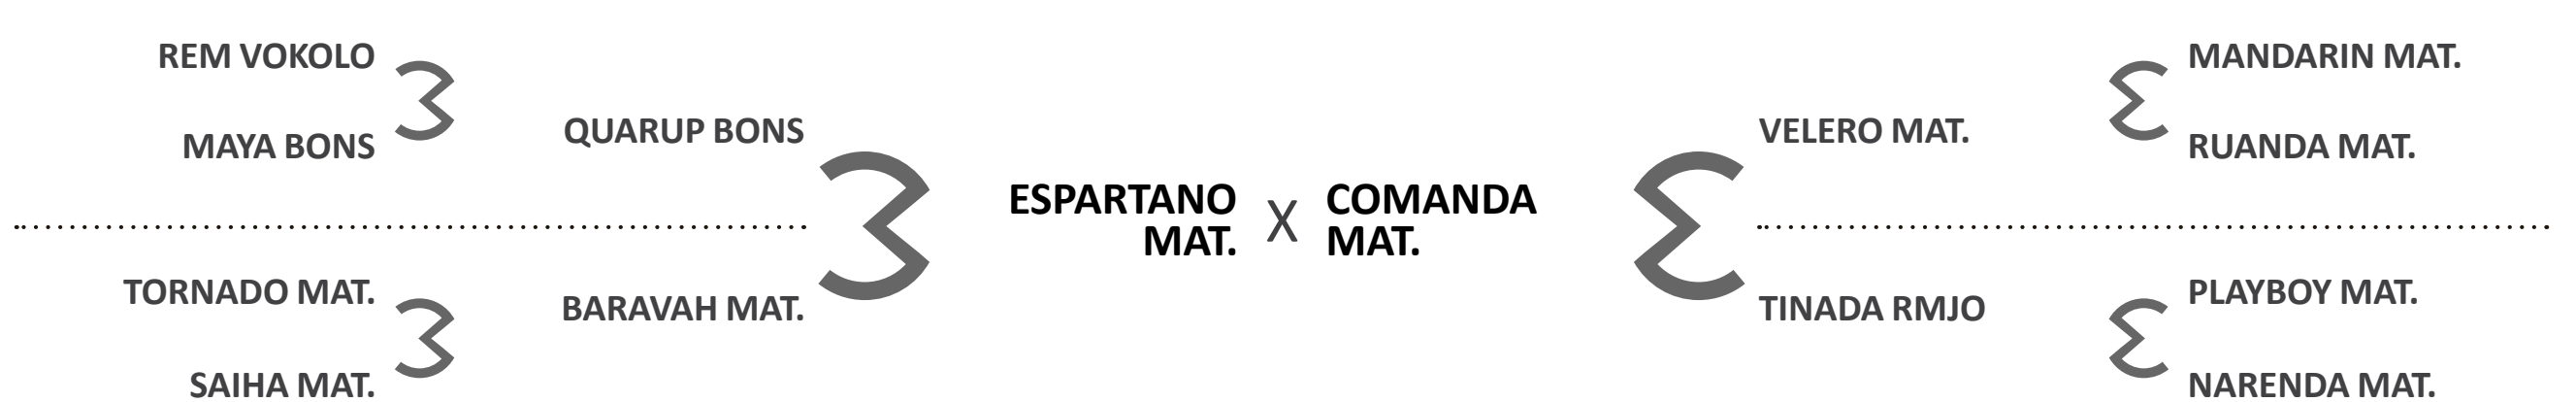 REM VOKOLO
MAYA BONS
QUARUP BONS
TORNADO MAT.
SAIHA MAT.
BARAVAH MAT.
ESPARTANO
MAT.
X
COMANDA
MAT.
VELERO MAT.
MANDARIN MAT.
RUANDA MAT.
TINADA RMJO
PLAYBOY MAT.
NARENDA MAT.